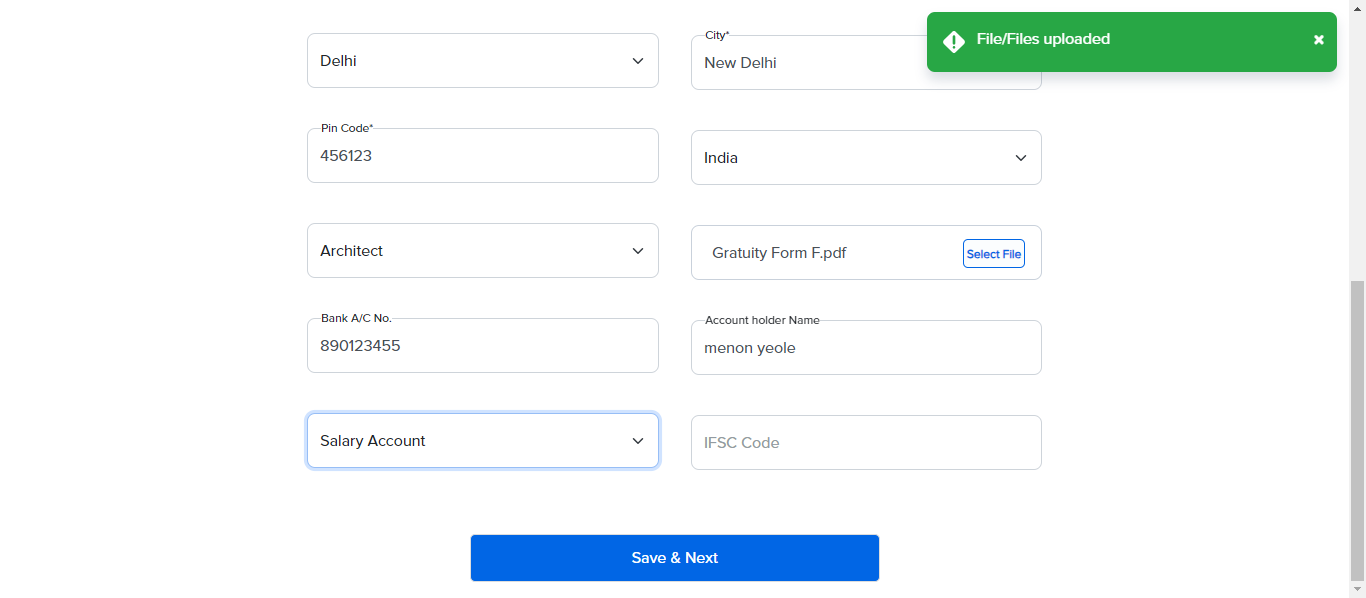 File/Files uploaded
Delhi
City*
New Delhi
Pin Code*
456123
India
Architect
Gratuity Form F.pdf
Select File
Bank A/C No.
890123455
Account holder Name
menon yeole
Salary Account
IFSC Code
Save & Next